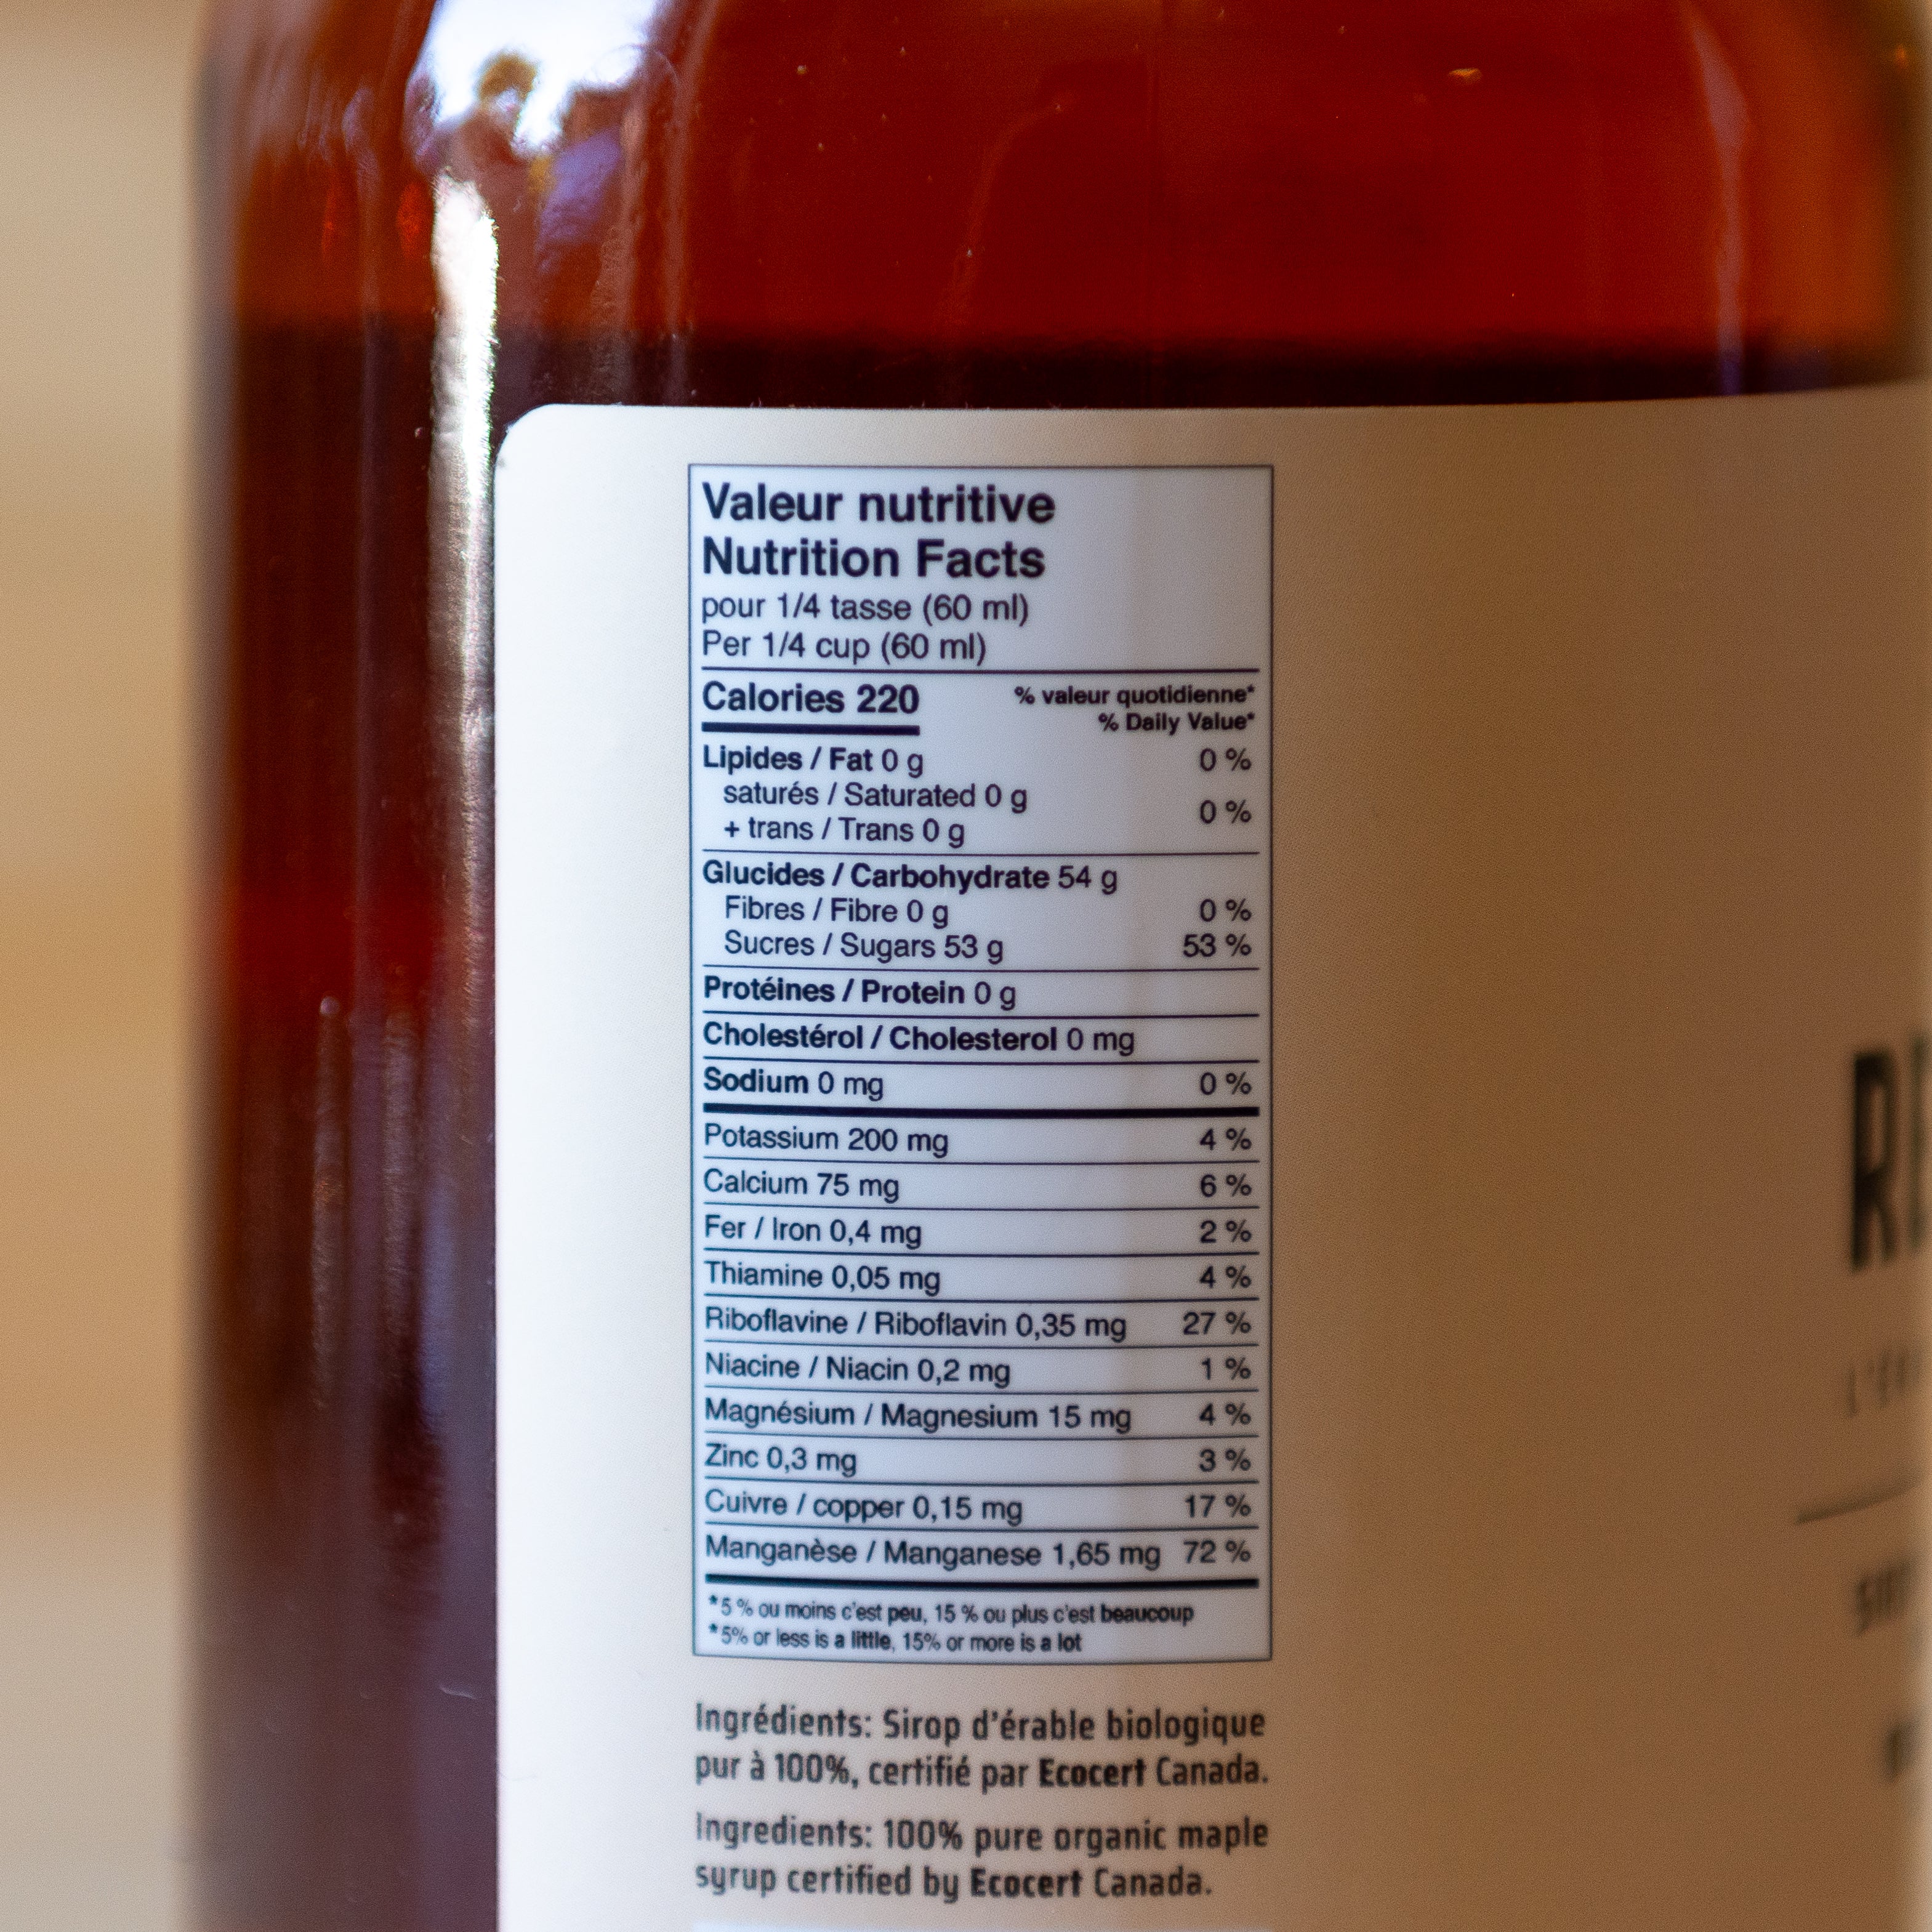 Valeur nutritive
Nutrition Facts
pour 1/4 tasse (60 ml)
Per 1/4 cup (60 ml)
Calories 220 % valeur quotidienne*
% Daily Value*
Lipides / Fat 0 g 0 %
saturés / Saturated 0 g
+ trans / Trans 0 g 0 %
Glucides / Carbohydrate 54 g
Fibres / Fibre 0 g 0 %
Sucres / Sugars 53 g 53 %
Protéines / Protein 0 g
Cholestérol / Cholesterol 0 mg
Sodium 0 mg 0 %
Potassium 200 mg 4 %
Calcium 75 mg 6 %
Fer / Iron 0,4 mg 2 %
Thiamine 0,05 mg 4 %
Riboflavine / Riboflavin 0,35 mg 27 %
Niacine / Niacin 0,2 mg 1 %
Magnésium / Magnesium 15 mg 4 %
Zinc 0,3 mg 3 %
Cuivre / copper 0,15 mg 17 %
Manganèse / Manganese 1,65 mg 72 %
*5 % ou moins c'est peu, 15 % ou plus c'est beaucoup
*5% or less is a little, 15% or more is a lot
Ingrédients: Sirop d'érable biologique
pur à 100%, certifié par Ecocert Canada.
Ingredients: 100% pure organic maple
syrup certified by Ecocert Canada.